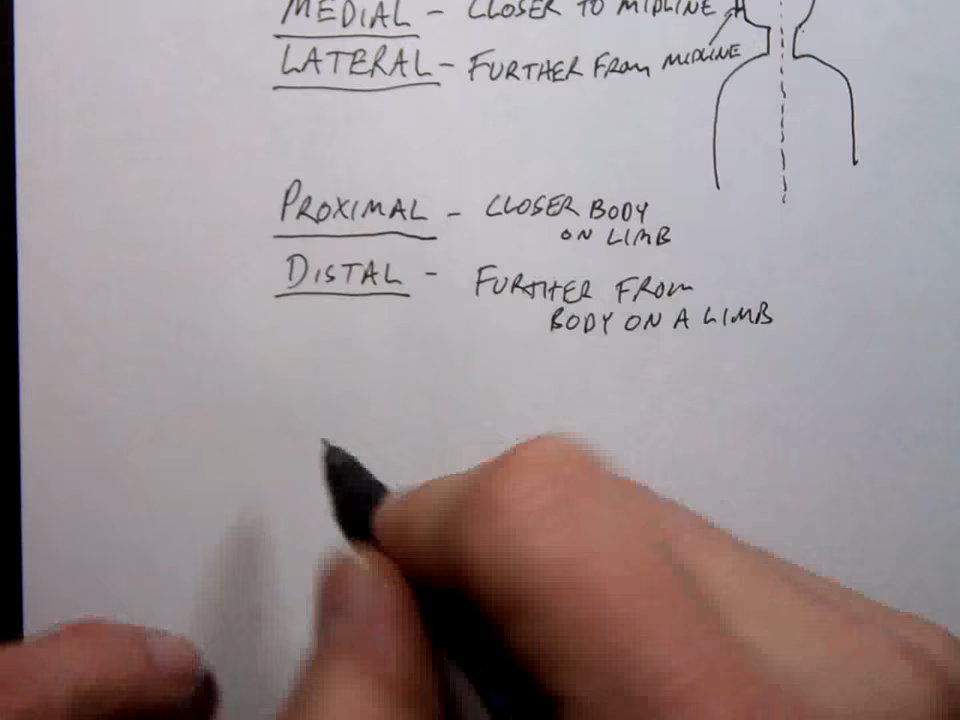 MEDIAL - CLOSER TO MIDLINE
LATERAL - FURTHER FROM MIDLINE
PROXIMAL - CLOSER BODY
ON LIMB
DISTAL - FURTHER FROM
BODY ON A LIMB